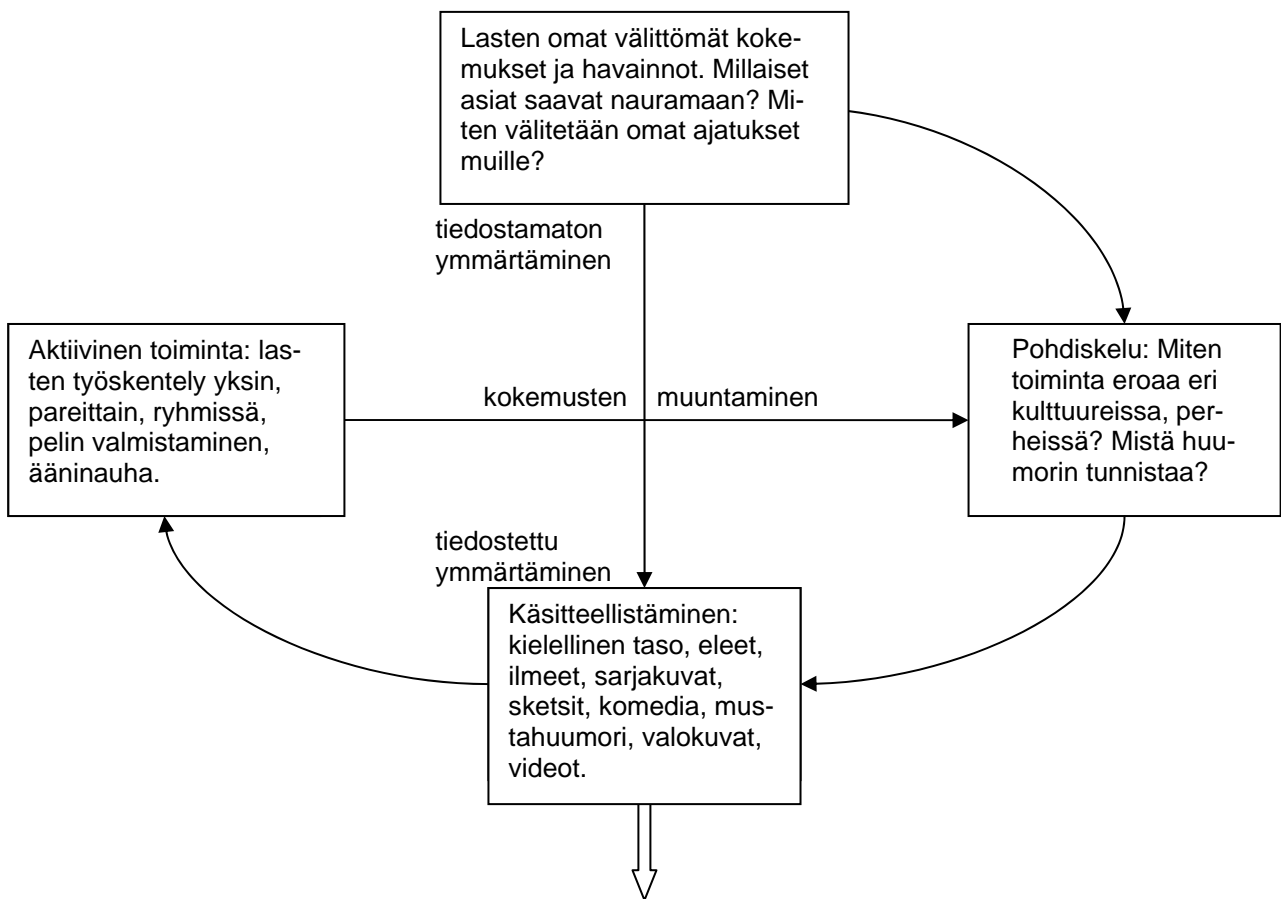 Lasten omat välittömät koke-
mukset ja havainnot. Millaiset
asiat saavat nauramaan? Mi-
ten välitetään omat ajatukset
muille?
tiedostamaton
ymmärtäminen
Aktiivinen toiminta: las-
ten työskentely yksin,
pareittain, ryhmissä,
pelin valmistaminen,
ääninauha.
kokemusten muuntaminen
Pohdiskelu: Miten
toiminta eroaa eri
kulttuureissa, per-
heissä? Mistä huu-
morin tunnistaa?
tiedostettu
ymmärtäminen
Käsitteellistäminen:
kielellinen taso, eleet,
ilmeet, sarjakuvat,
sketsit, komedia, mus-
tahuumori, valokuvat,
videot.